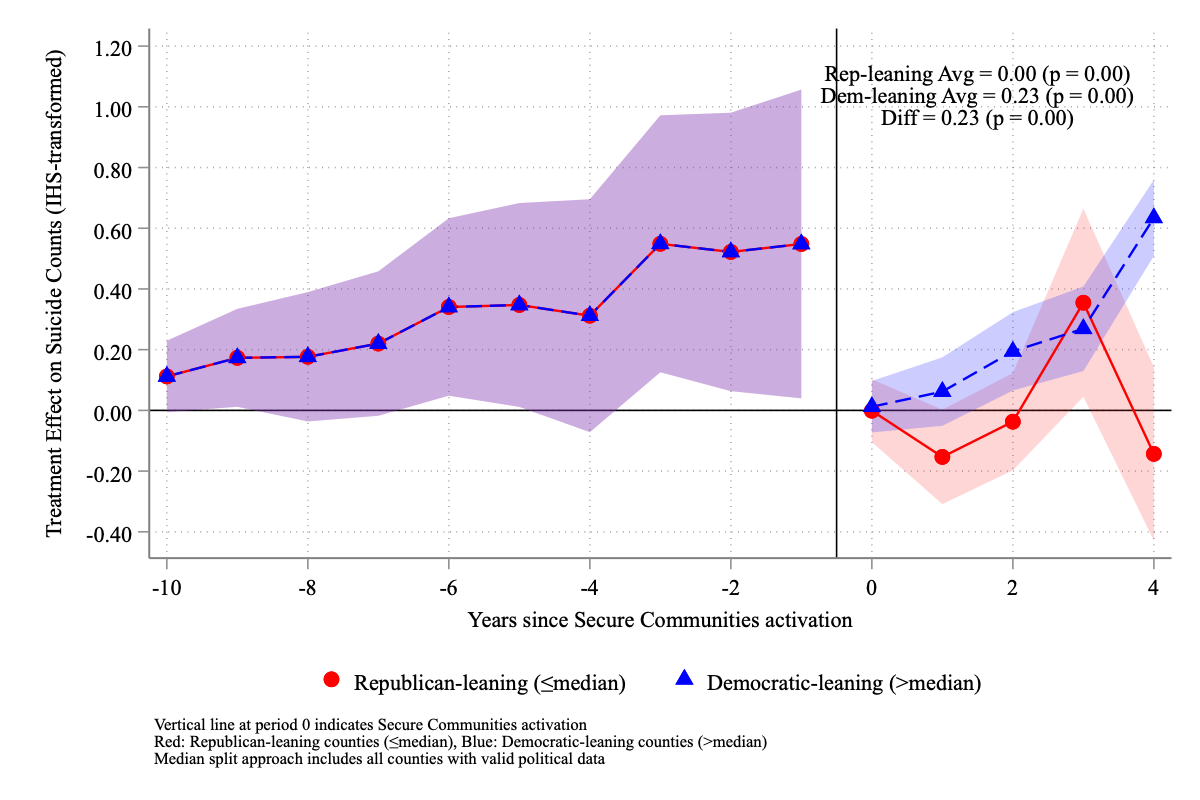 Treatment Effect on Suicide Counts (IHS-transformed)
1.20
1.00
0.80
0.60
0.40
0.20
0.00
-0.20
-0.40
Rep-leaning Avg = 0.00 (p = 0.00)
Dem-leaning Avg = 0.23 (p = 0.00)
Diff = 0.23 (p = 0.00)
-10 -8 -6 -4 -2 0 2 4
Years since Secure Communities activation
Republican-leaning (≤median) Democratic-leaning (>median)
Vertical line at period 0 indicates Secure Communities activation
Red: Republican-leaning counties (≤median), Blue: Democratic-leaning counties (>median)
Median split approach includes all counties with valid political data